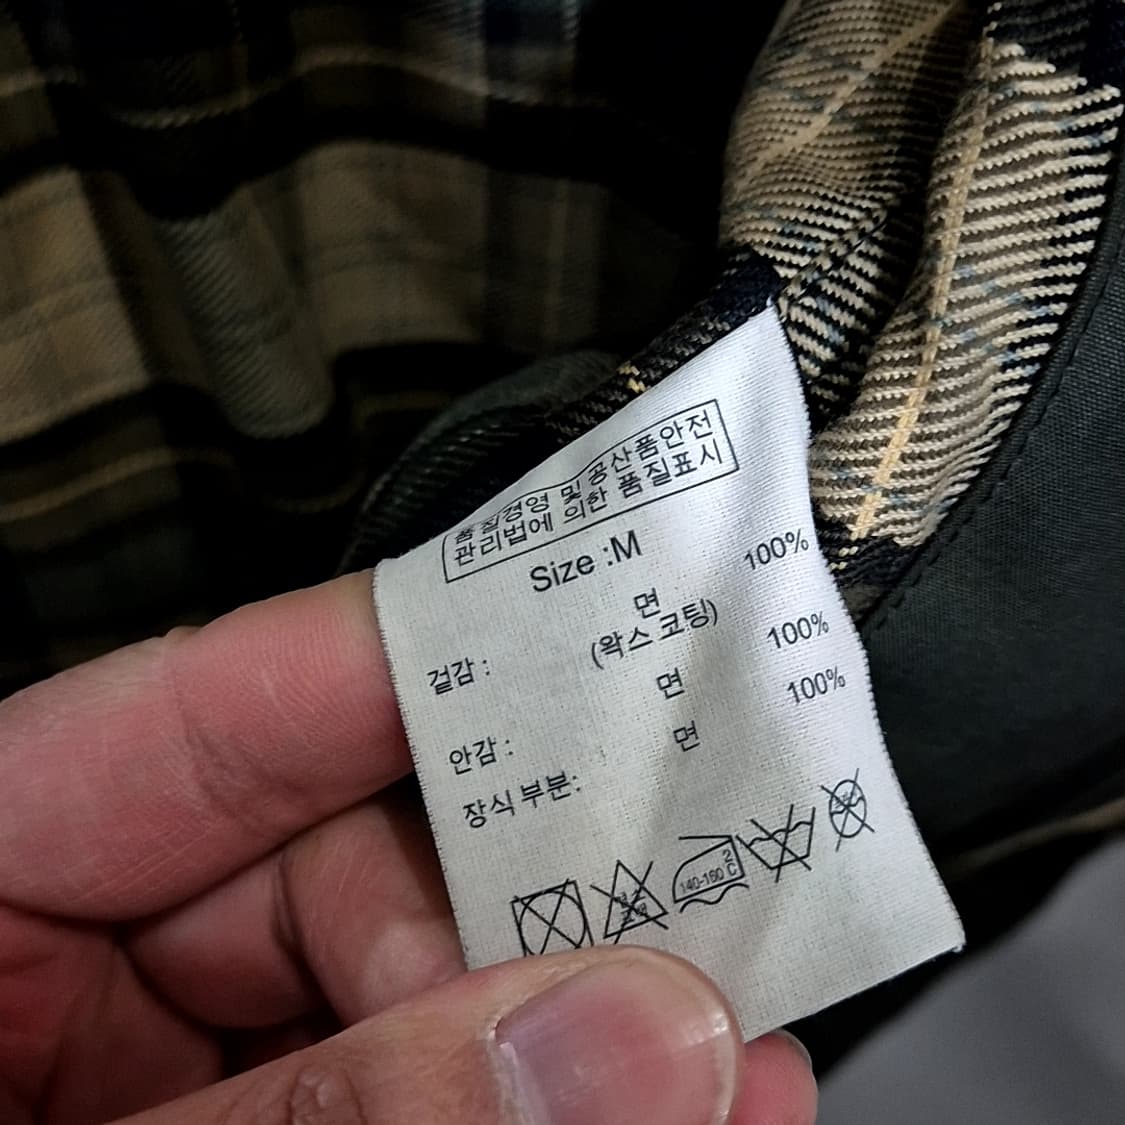 품질경영 및 공산품안전
관리법에 의한 품질표시
Size :M
겉감 : 면 100%
(왁스 코팅)
안감 : 면 100%
장식 부분: 면 100%
140-160℃
2